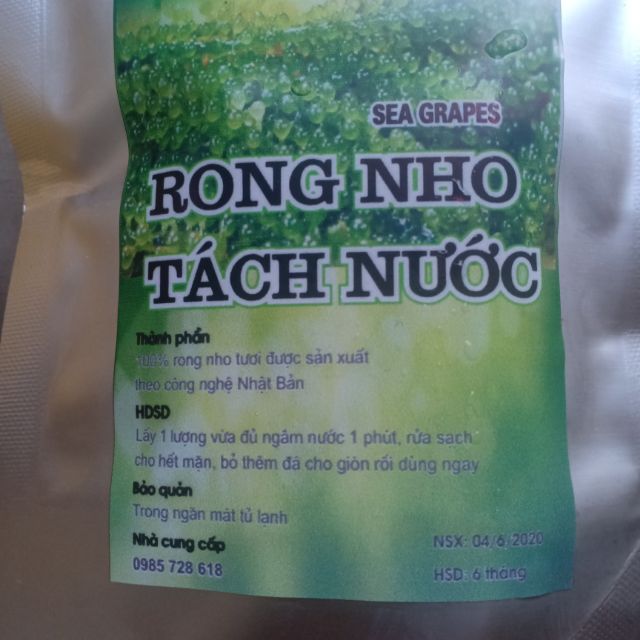 SEA GRAPES
RONG NHO
TÁCH NƯỚC
Thành phần
100% rong nho tươi được sản xuất
theo công nghệ Nhật Bản
HDSD
Lấy 1 lượng vừa đủ ngâm nước 1 phút, rửa sạch
cho hết mặn, bỏ thêm đá cho giòn rồi dùng ngay
Bảo quản
Trong ngăn mát tủ lạnh
Nhà cung cấp
0985 728 618
NSX: 04/6/2020
HSD: 6 tháng